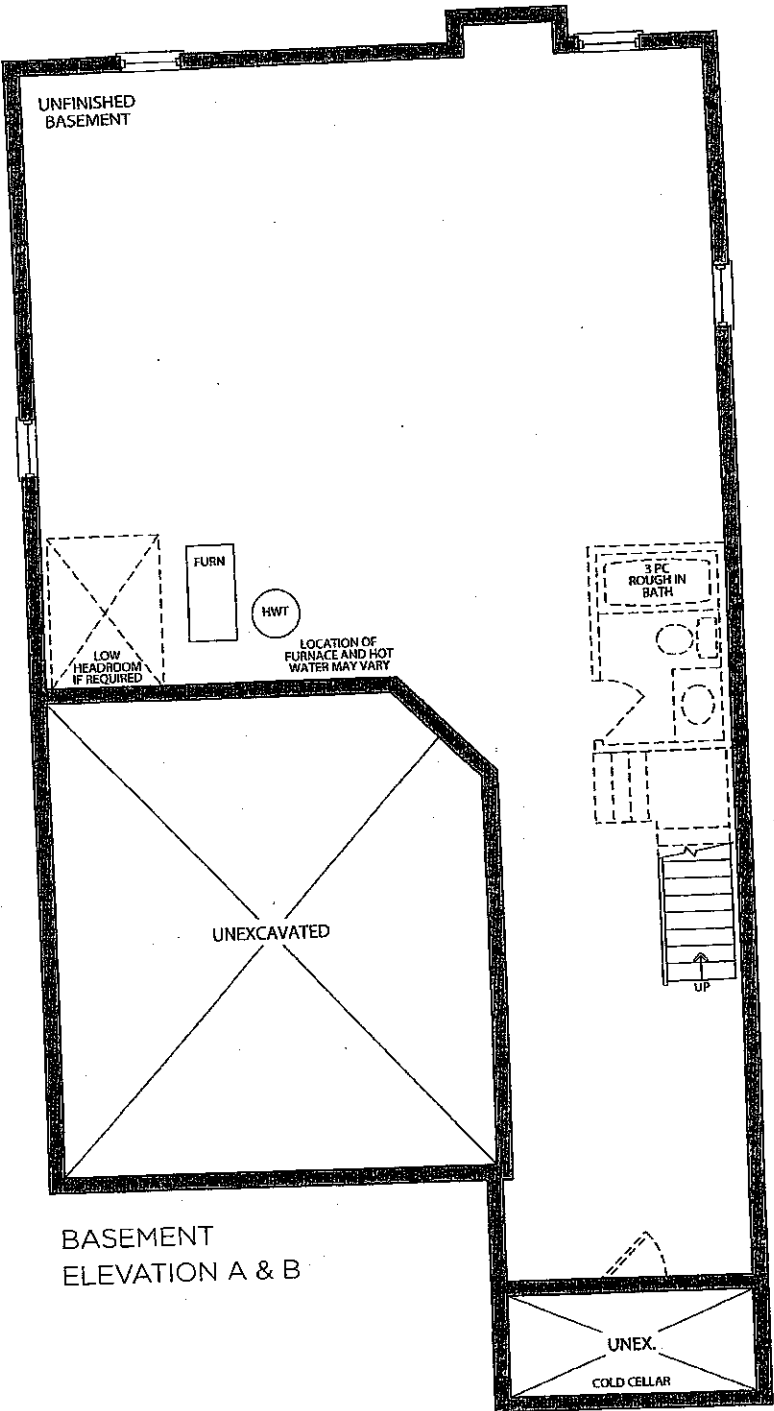 UNFINISHED
BASEMENT
FURN
HWT
LOW
HEADROOM
IF REQUIRED
LOCATION OF
FURNACE AND HOT
WATER MAY VARY
3 PC
ROUGH IN
BATH
UNEXCAVATED
UP
BASEMENT
ELEVATION A & B
UNEX.
COLD CELLAR